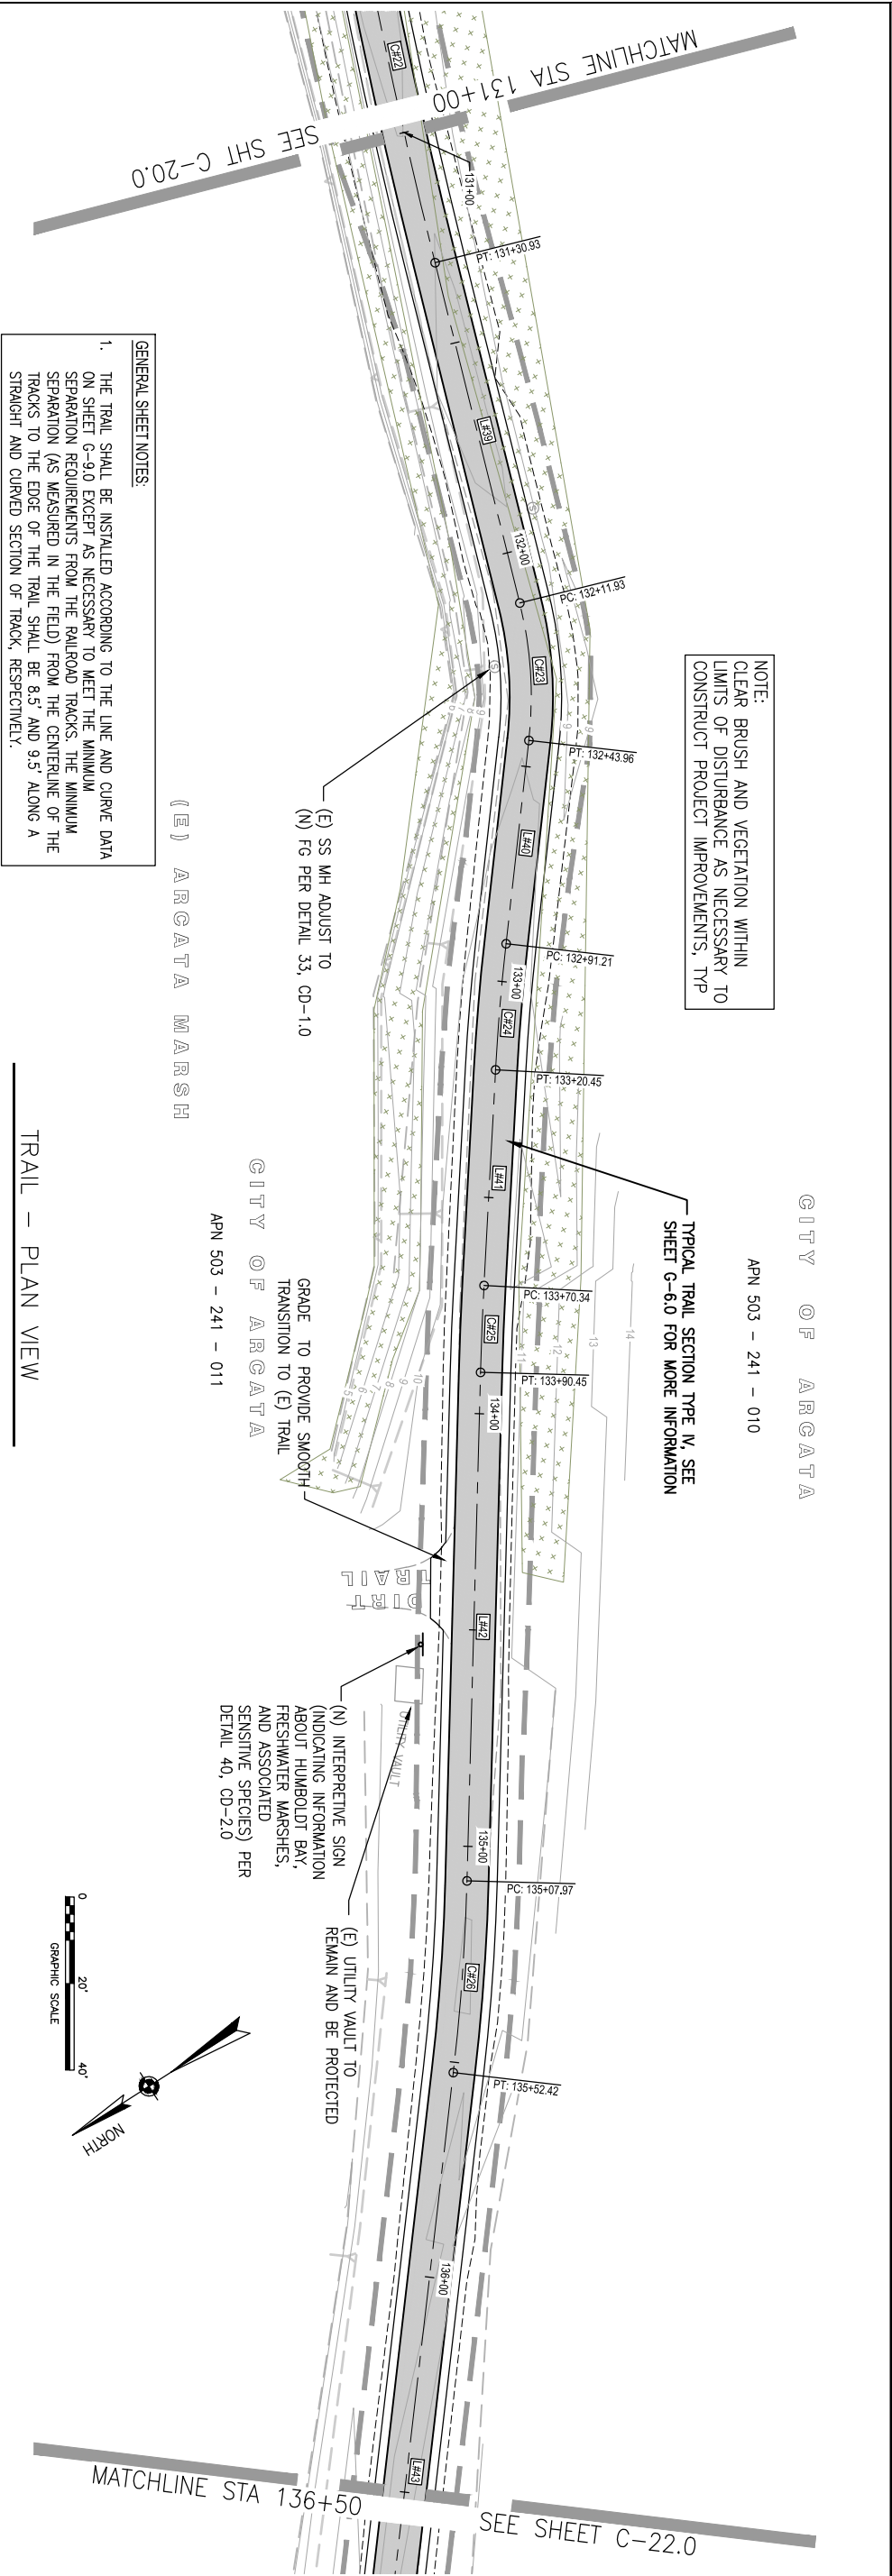 MATCHLINE STA 131+00
SEE SHT C-20.0
C#22
131+00
PT: 131+30.93
L#39
S
132+00
PC: 132+11.93
C#23
S
PT: 132+43.96
L#40
PC: 132+91.21
133+00
C#24
PT: 133+20.45
L#41
PC: 133+70.34
C#25
PT: 133+90.45
134+00
L#42
135+00
PC: 135+07.97
C#26
PT: 135+52.42
136+00
L#43
MATCHLINE STA 136+50
SEE SHEET C-22.0
NOTE:
CLEAR BRUSH AND VEGETATION WITHIN
LIMITS OF DISTURBANCE AS NECESSARY TO
CONSTRUCT PROJECT IMPROVEMENTS, TYP
CITY OF ARCATA
APN 503 - 241 - 010
TYPICAL TRAIL SECTION TYPE IV, SEE
SHEET G-6.0 FOR MORE INFORMATION
14
13
12
11
9
9
(E) SS MH ADJUST TO
(N) FG PER DETAIL 33, CD-1.0
GRADE TO PROVIDE SMOOTH
TRANSITION TO (E) TRAIL
DIRT
TRAIL
UTILITY VAULT
(N) INTERPRETIVE SIGN
(INDICATING INFORMATION
ABOUT HUMBOLDT BAY,
FRESHWATER MARSHES,
AND ASSOCIATED
SENSITIVE SPECIES) PER
DETAIL 40, CD-2.0
(E) UTILITY VAULT TO
REMAIN AND BE PROTECTED
10
9
8
CITY OF ARCATA
APN 503 - 241 - 011
(E) ARCATA MARSH
GENERAL SHEET NOTES:
1. THE TRAIL SHALL BE INSTALLED ACCORDING TO THE LINE AND CURVE DATA
ON SHEET G-9.0 EXCEPT AS NECESSARY TO MEET THE MINIMUM
SEPARATION REQUIREMENTS FROM THE RAILROAD TRACKS. THE MINIMUM
SEPARATION (AS MEASURED IN THE FIELD) FROM THE CENTERLINE OF THE
TRACKS TO THE EDGE OF THE TRAIL SHALL BE 8.5' AND 9.5' ALONG A
STRAIGHT AND CURVED SECTION OF TRACK, RESPECTIVELY.
TRAIL - PLAN VIEW
0 20' 40'
GRAPHIC SCALE
NORTH